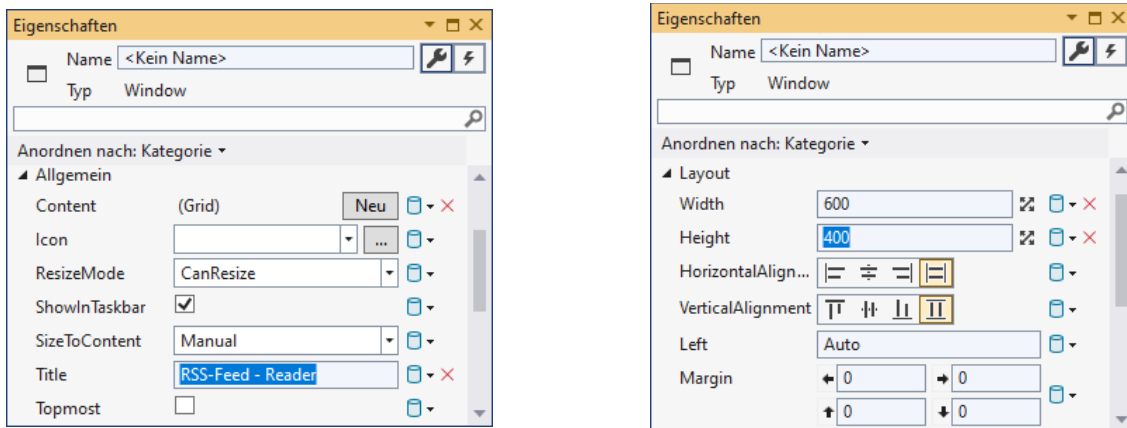 Eigenschaften
Name <Kein Name>
Typ Window
Anordnen nach: Kategorie
Allgemein
Content (Grid) Neu
Icon ...
ResizeMode CanResize
ShowInTaskbar
SizeToContent Manual
Title RSS-Feed - Reader
Topmost
Eigenschaften
Name <Kein Name>
Typ Window
Anordnen nach: Kategorie
Layout
Width 600
Height 400
HorizontalAlign...
VerticalAlignment
Left Auto
Margin 0 0
0 0